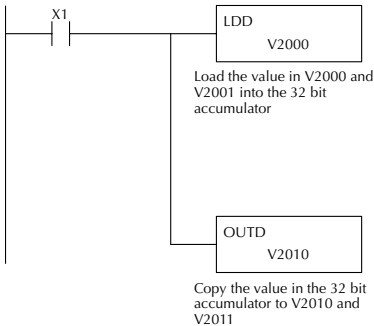 X1
LDD
V2000
Load the value in V2000 and
V2001 into the 32 bit
accumulator
OUTD
V2010
Copy the value in the 32 bit
accumulator to V2010 and
V2011